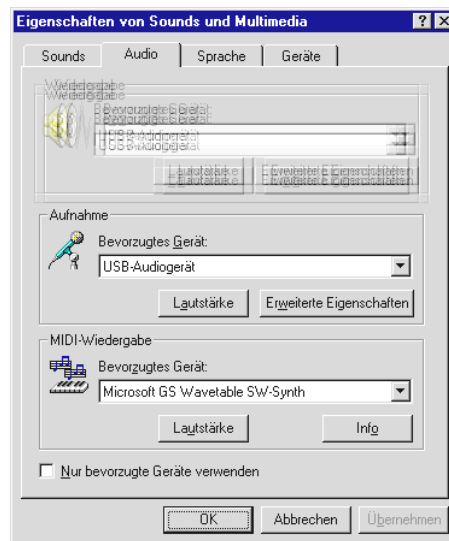 Eigenschaften von Sounds und Multimedia
Sounds Audio Sprache Geräte
Wiedergabe
Bevorzugtes Gerät:
USB-Audiogerät
Lautstärke Erweiterte Eigenschaften
Aufnahme
Bevorzugtes Gerät:
USB-Audiogerät
Lautstärke Erweiterte Eigenschaften
MIDI-Wiedergabe
Bevorzugtes Gerät:
Microsoft GS Wavetable SW-Synth
Lautstärke Info
Nur bevorzugte Geräte verwenden
OK Abbrechen Übernehmen